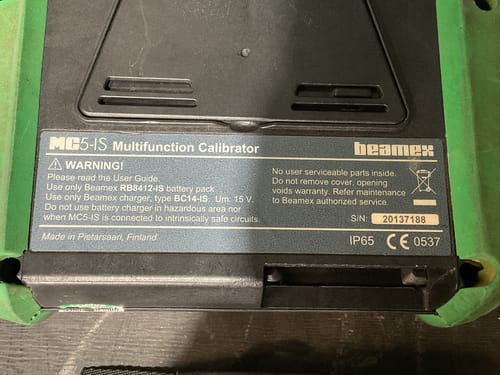 MC5-IS Multifunction Calibrator
beamex
WARNING!
Please read the User Guide.
Use only Beamex RB8412-IS battery pack
Use only Beamex charger, type BC14-IS. Um: 15 V.
Do not use battery charger in hazardous area nor
when MC5-IS is connected to intrinsically safe circuits.
No user serviceable parts inside.
Do not remove cover, opening
voids warranty. Refer maintenance
to Beamex authorized service.
S/N: 20137188
Made in Pietarsaari, Finland
IP65 CE 0537